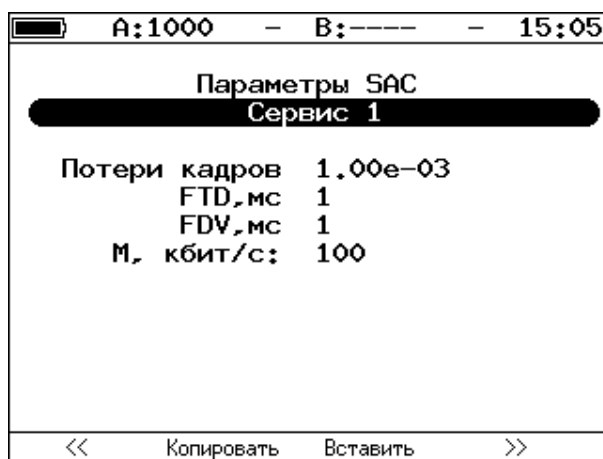 A:1000 – B:---- – 15:05
Параметры SAC
Сервис 1
Потери кадров 1.00e-03
FTD,мс 1
FDV,мс 1
М, кбит/с: 100
<< Копировать Вставить >>